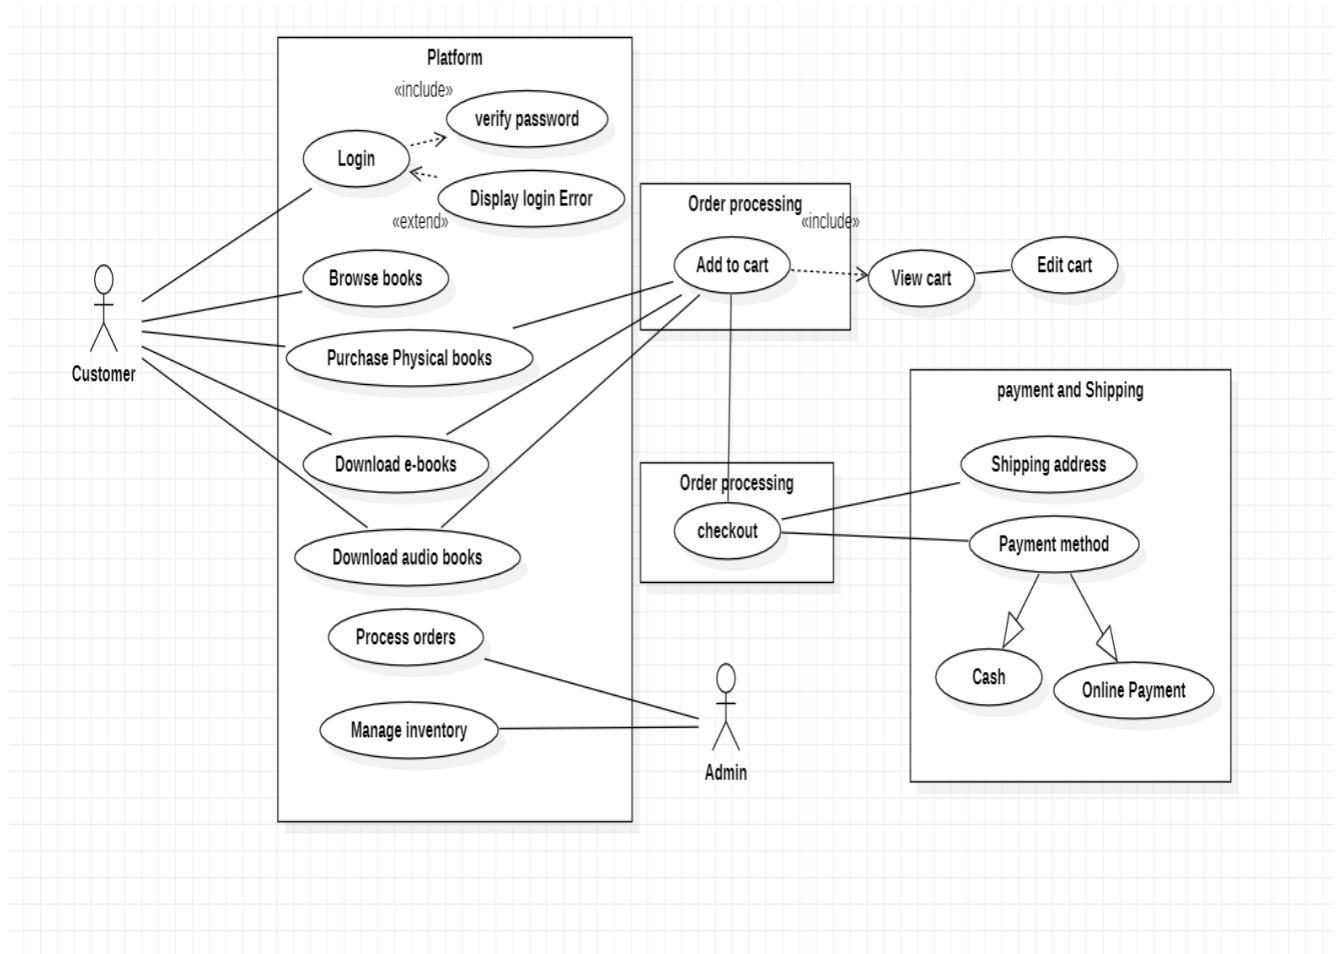 Platform
«include»
verify password
Login
Display login Error
«extend»
Order processing
«include»
Add to cart
View cart
Edit cart
Browse books
Customer
Purchase Physical books
payment and Shipping
Download e-books
Shipping address
Order processing
checkout
Payment method
Download audio books
Process orders
Cash
Online Payment
Manage inventory
Admin